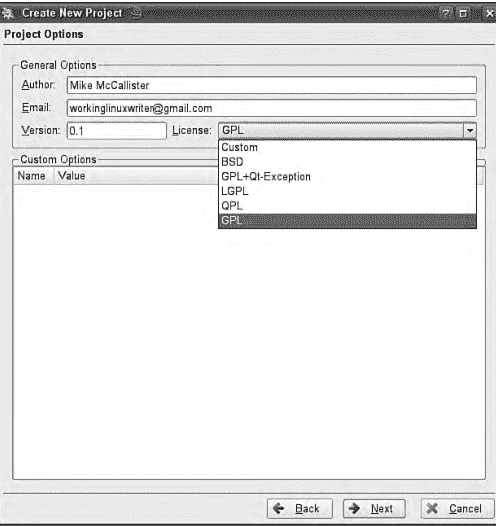 Create New Project
Project Options
General Options
Author: Mike McCallister
Email: workinglinuxwriter@gmail.com
Version: 0.1 License: GPL
Custom
BSD
GPL+Qt-Exception
LGPL
QPL
GPL
Custom Options
Name Value
Back Next Cancel